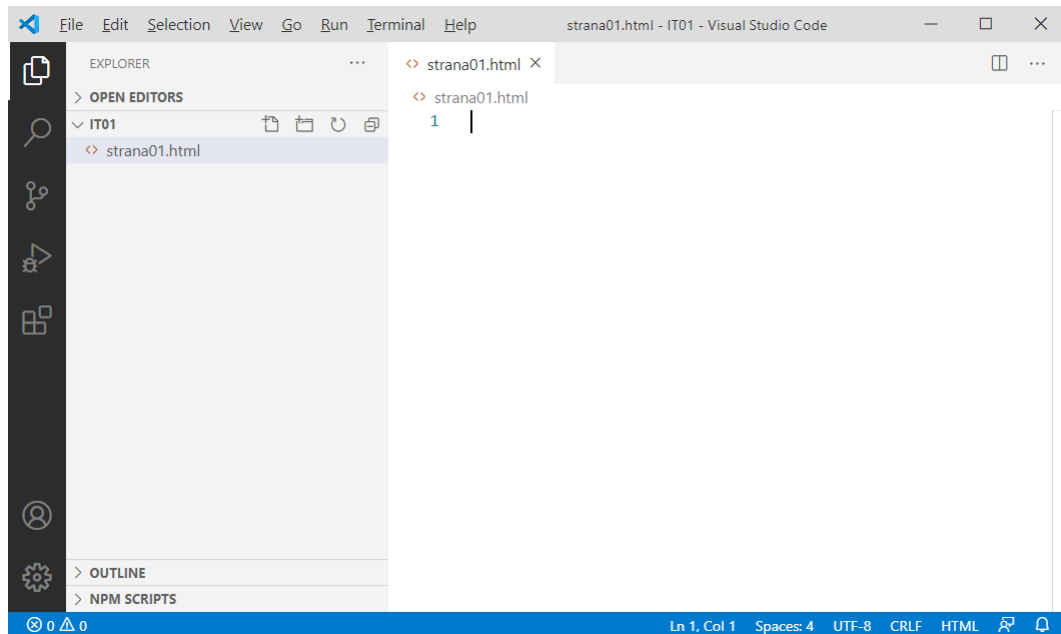 File Edit Selection View Go Run Terminal Help strana01.html - IT01 - Visual Studio Code
EXPLORER
strana01.html
OPEN EDITORS
strana01.html
IT01
1
strana01.html
OUTLINE
NPM SCRIPTS
0 0 Ln 1, Col 1 Spaces: 4 UTF-8 CRLF HTML